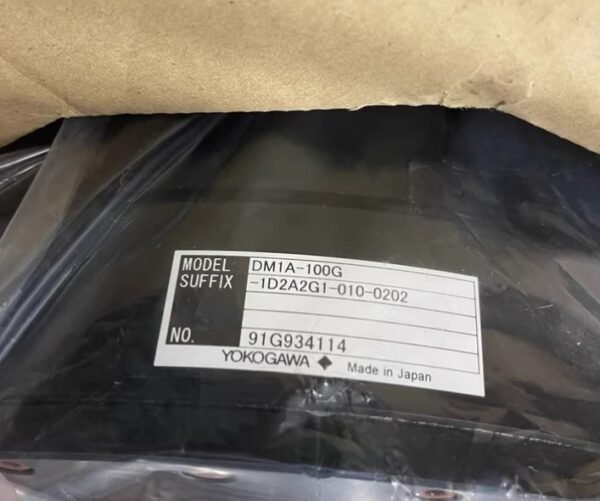 MODEL DM1A-100G
SUFFIX -1D2A2G1-010-0202
NO. 91G934114
YOKOGAWA Made in Japan